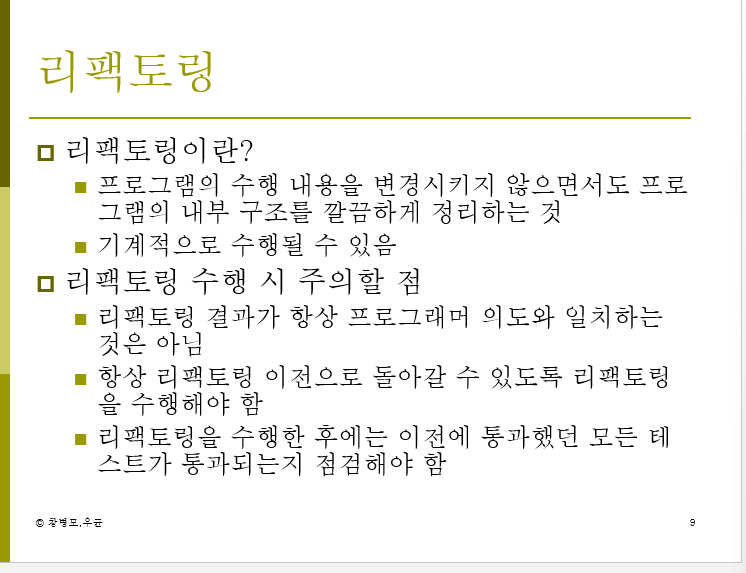 리팩토링
리팩토링이란?
프로그램의 수행 내용을 변경시키지 않으면서도 프로
그램의 내부 구조를 깔끔하게 정리하는 것
기계적으로 수행될 수 있음
리팩토링 수행 시 주의할 점
리팩토링 결과가 항상 프로그래머 의도와 일치하는
것은 아님
항상 리팩토링 이전으로 돌아갈 수 있도록 리팩토링
을 수행해야 함
리팩토링을 수행한 후에는 이전에 통과했던 모든 테
스트가 통과되는지 점검해야 함
© 창병모,우균
9